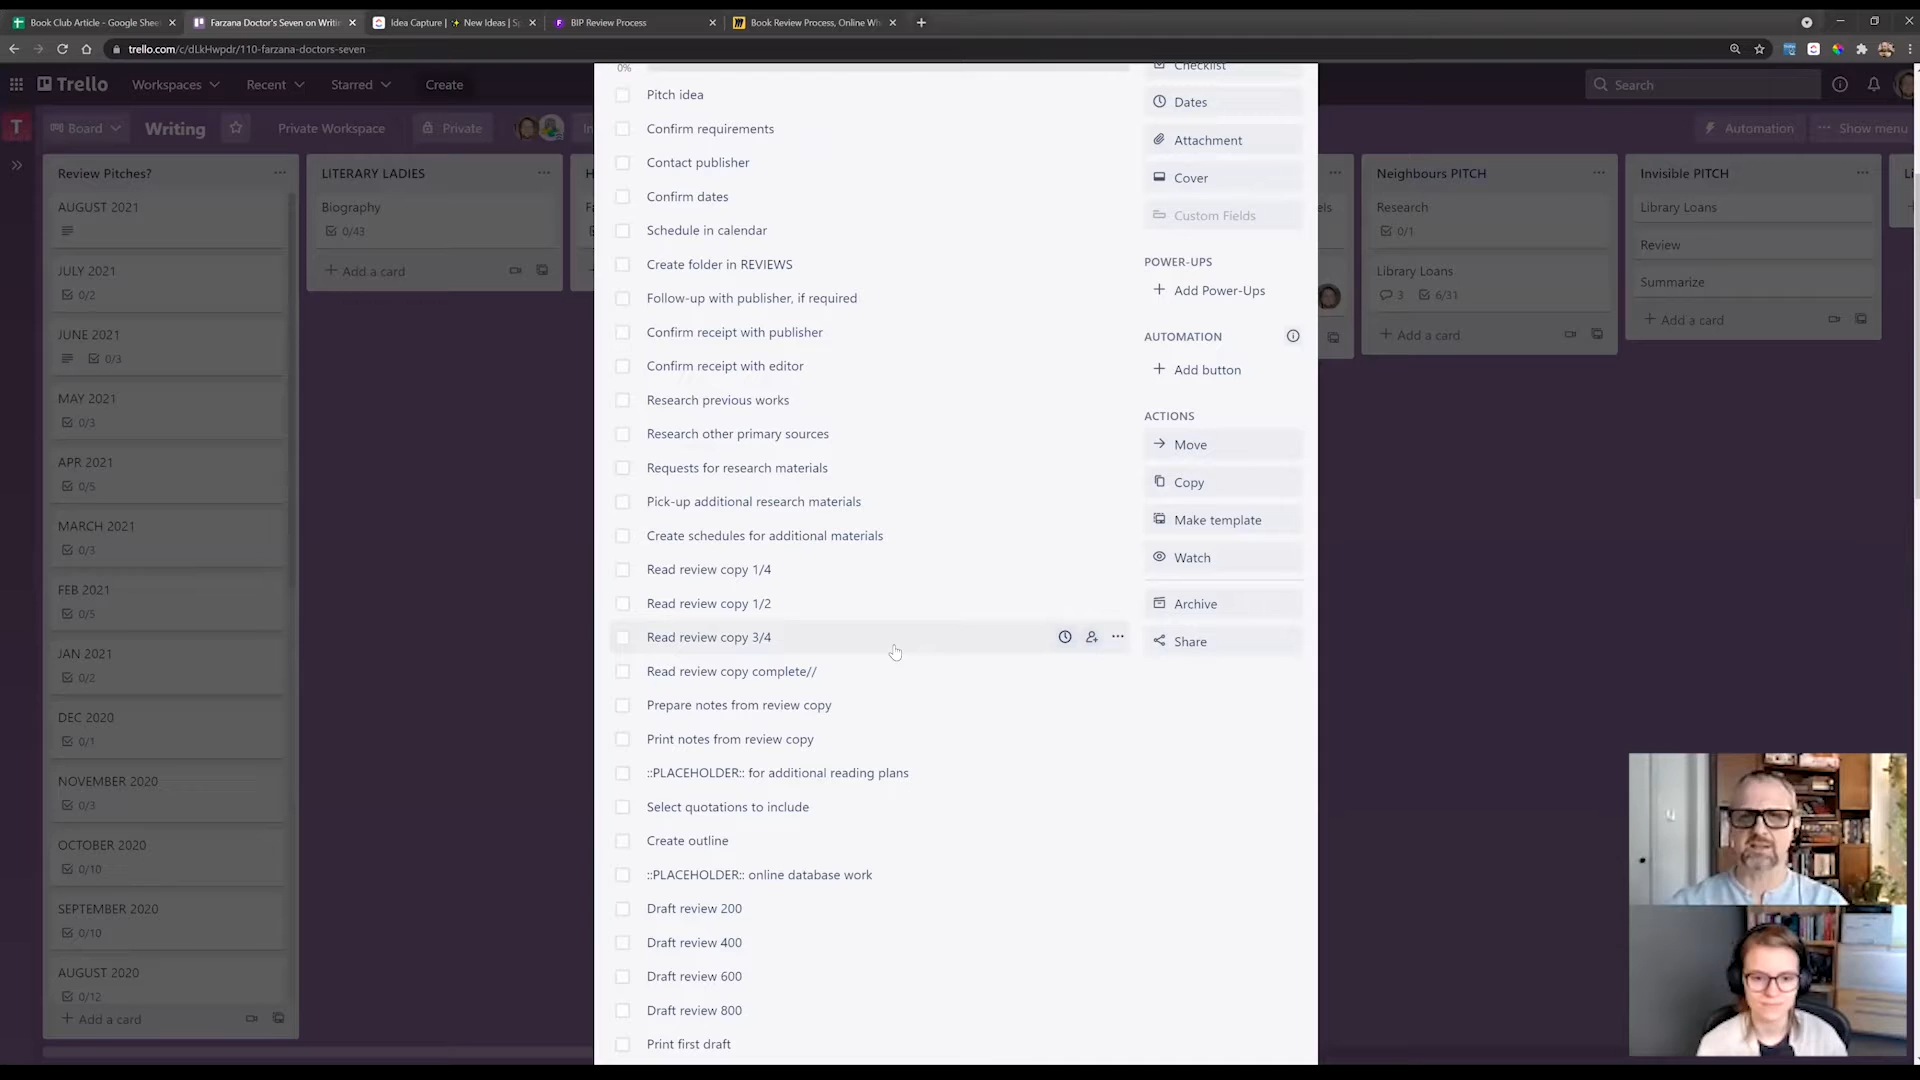 Book Club Article - Google Shee
Farzana Doctor's Seven on Writi
Idea Capture | ✨ New Ideas | Sp
BIP Review Process
Book Review Process, Online Wh
trello.com/c/dLkHwpdr/110-farzana-doctors-seven
Trello
Workspaces
Recent
Starred
Create
Search
T
Board
Writing
Private Workspace
Private
In
Automation
Show menu
Review Pitches?
AUGUST 2021
JULY 2021
0/2
JUNE 2021
0/3
MAY 2021
0/3
APR 2021
0/5
MARCH 2021
0/3
FEB 2021
0/5
JAN 2021
0/2
DEC 2020
0/1
NOVEMBER 2020
0/3
OCTOBER 2020
0/10
SEPTEMBER 2020
0/10
AUGUST 2020
0/12
+ Add a card
LITERARY LADIES
Biography
0/43
+ Add a card
0%
Pitch idea
Confirm requirements
Contact publisher
Confirm dates
Schedule in calendar
Create folder in REVIEWS
Follow-up with publisher, if required
Confirm receipt with publisher
Confirm receipt with editor
Research previous works
Research other primary sources
Requests for research materials
Pick-up additional research materials
Create schedules for additional materials
Read review copy 1/4
Read review copy 1/2
Read review copy 3/4
Read review copy complete//
Prepare notes from review copy
Print notes from review copy
::PLACEHOLDER:: for additional reading plans
Select quotations to include
Create outline
::PLACEHOLDER:: online database work
Draft review 200
Draft review 400
Draft review 600
Draft review 800
Print first draft
Checklist
Dates
Attachment
Cover
Custom Fields
POWER-UPS
+ Add Power-Ups
AUTOMATION
+ Add button
ACTIONS
Move
Copy
Make template
Watch
Archive
Share
Neighbours PITCH
Research
0/1
Library Loans
3
6/31
+ Add a card
Invisible PITCH
Library Loans
Review
Summarize
+ Add a card